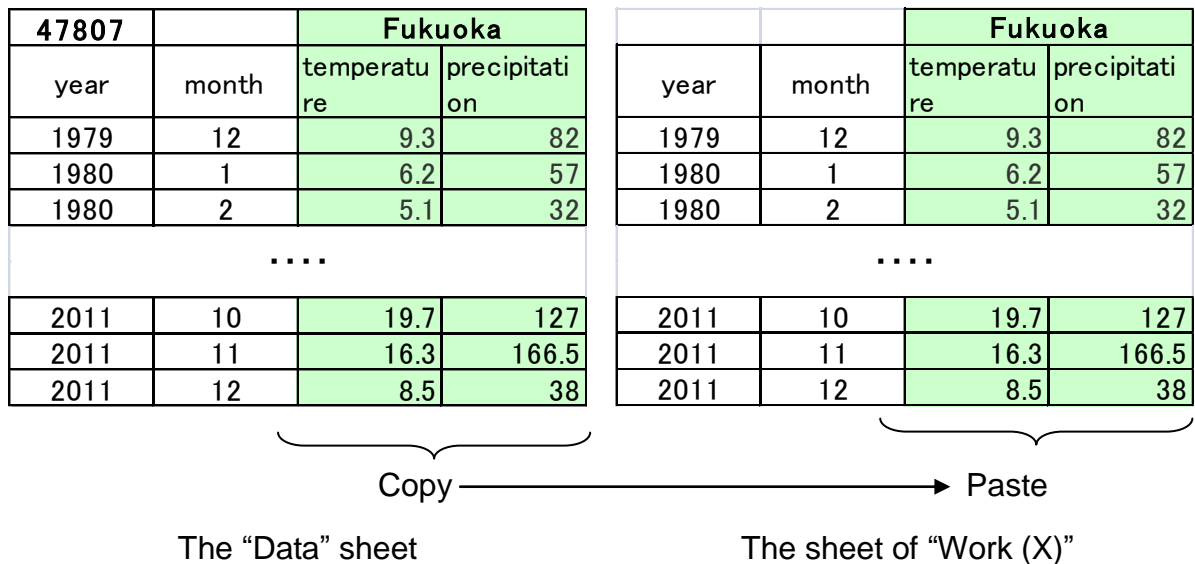 47807 Fukuoka Fukuoka
year month temperatu precipitati year month temperatu precipitati
re on re on
1979 12 9.3 82 1979 12 9.3 82
1980 1 6.2 57 1980 1 6.2 57
1980 2 5.1 32 1980 2 5.1 32
.... ....
2011 10 19.7 127 2011 10 19.7 127
2011 11 16.3 166.5 2011 11 16.3 166.5
2011 12 8.5 38 2011 12 8.5 38
Copy Paste
The “Data” sheet The sheet of “Work (X)”